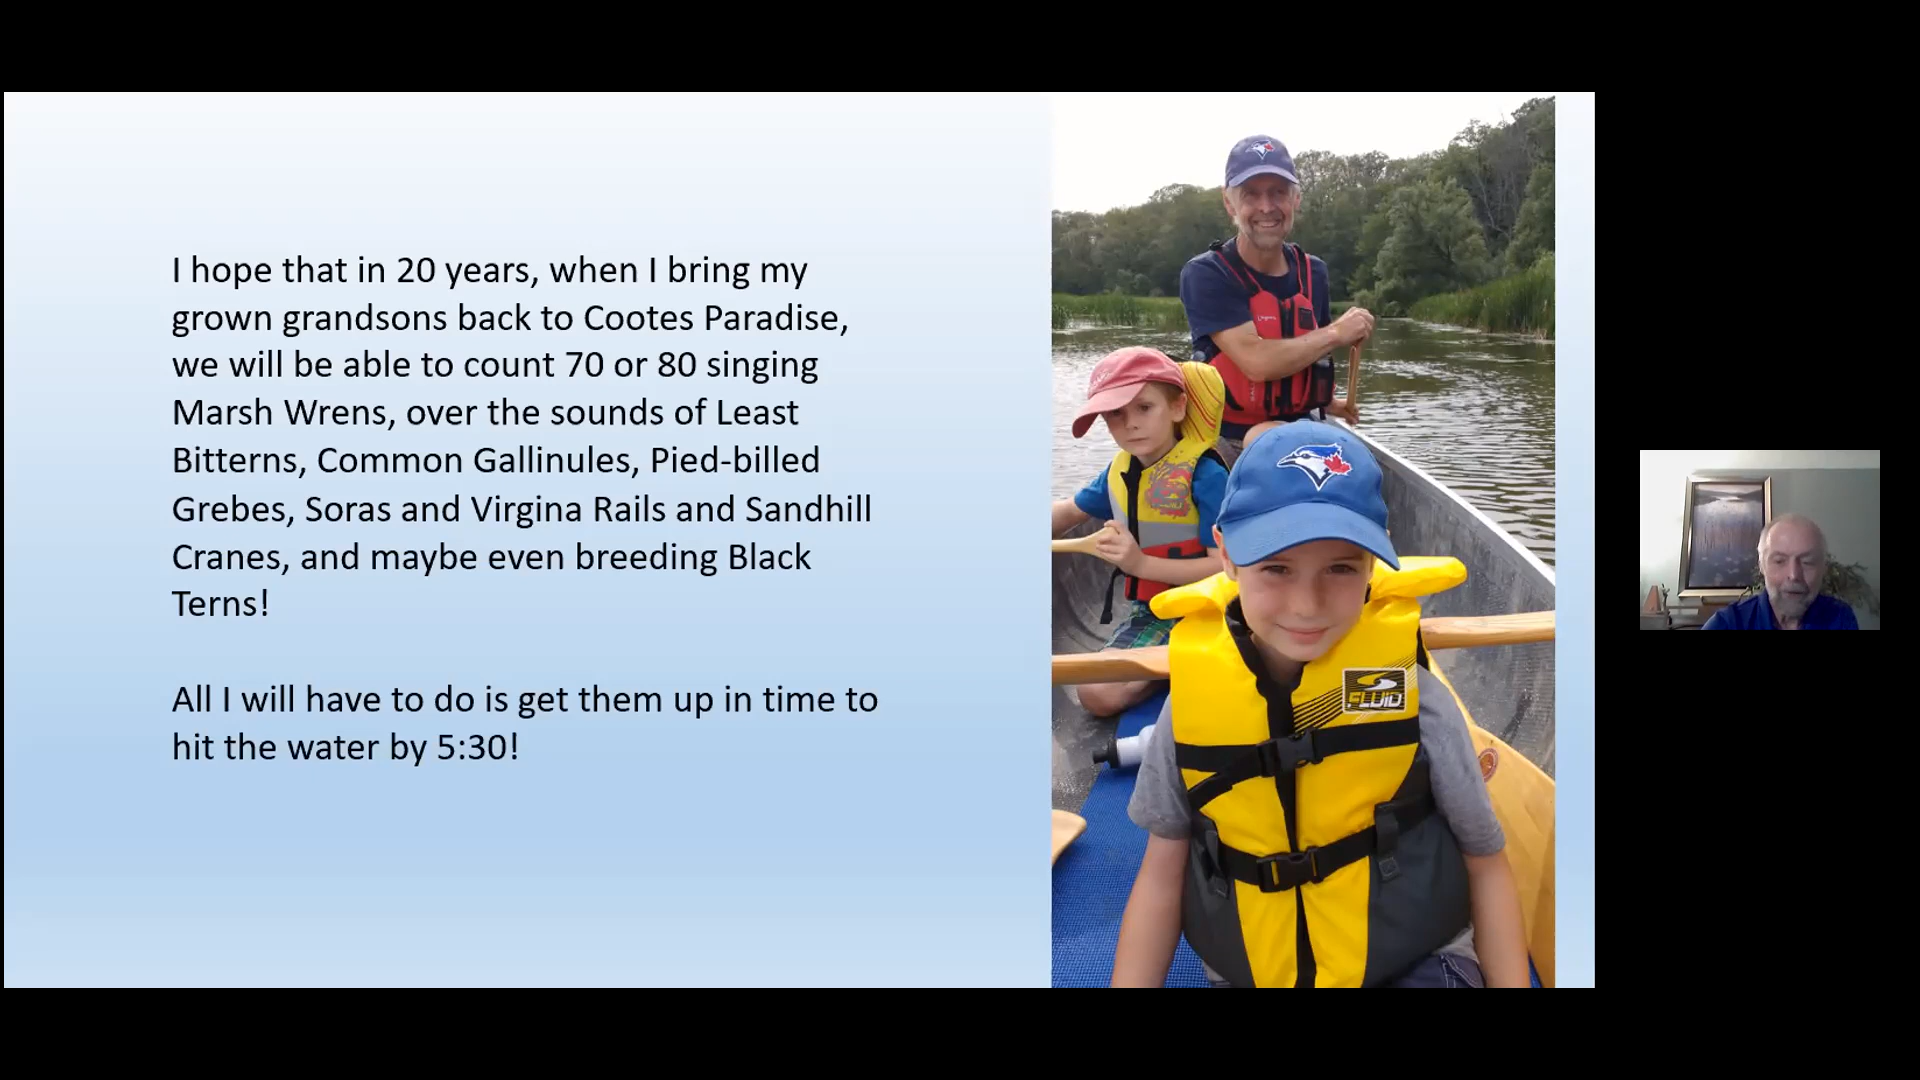 I hope that in 20 years, when I bring my
grown grandsons back to Cootes Paradise,
we will be able to count 70 or 80 singing
Marsh Wrens, over the sounds of Least
Bitterns, Common Gallinules, Pied-billed
Grebes, Soras and Virgina Rails and Sandhill
Cranes, and maybe even breeding Black
Terns!
All I will have to do is get them up in time to
hit the water by 5:30!
FLUID